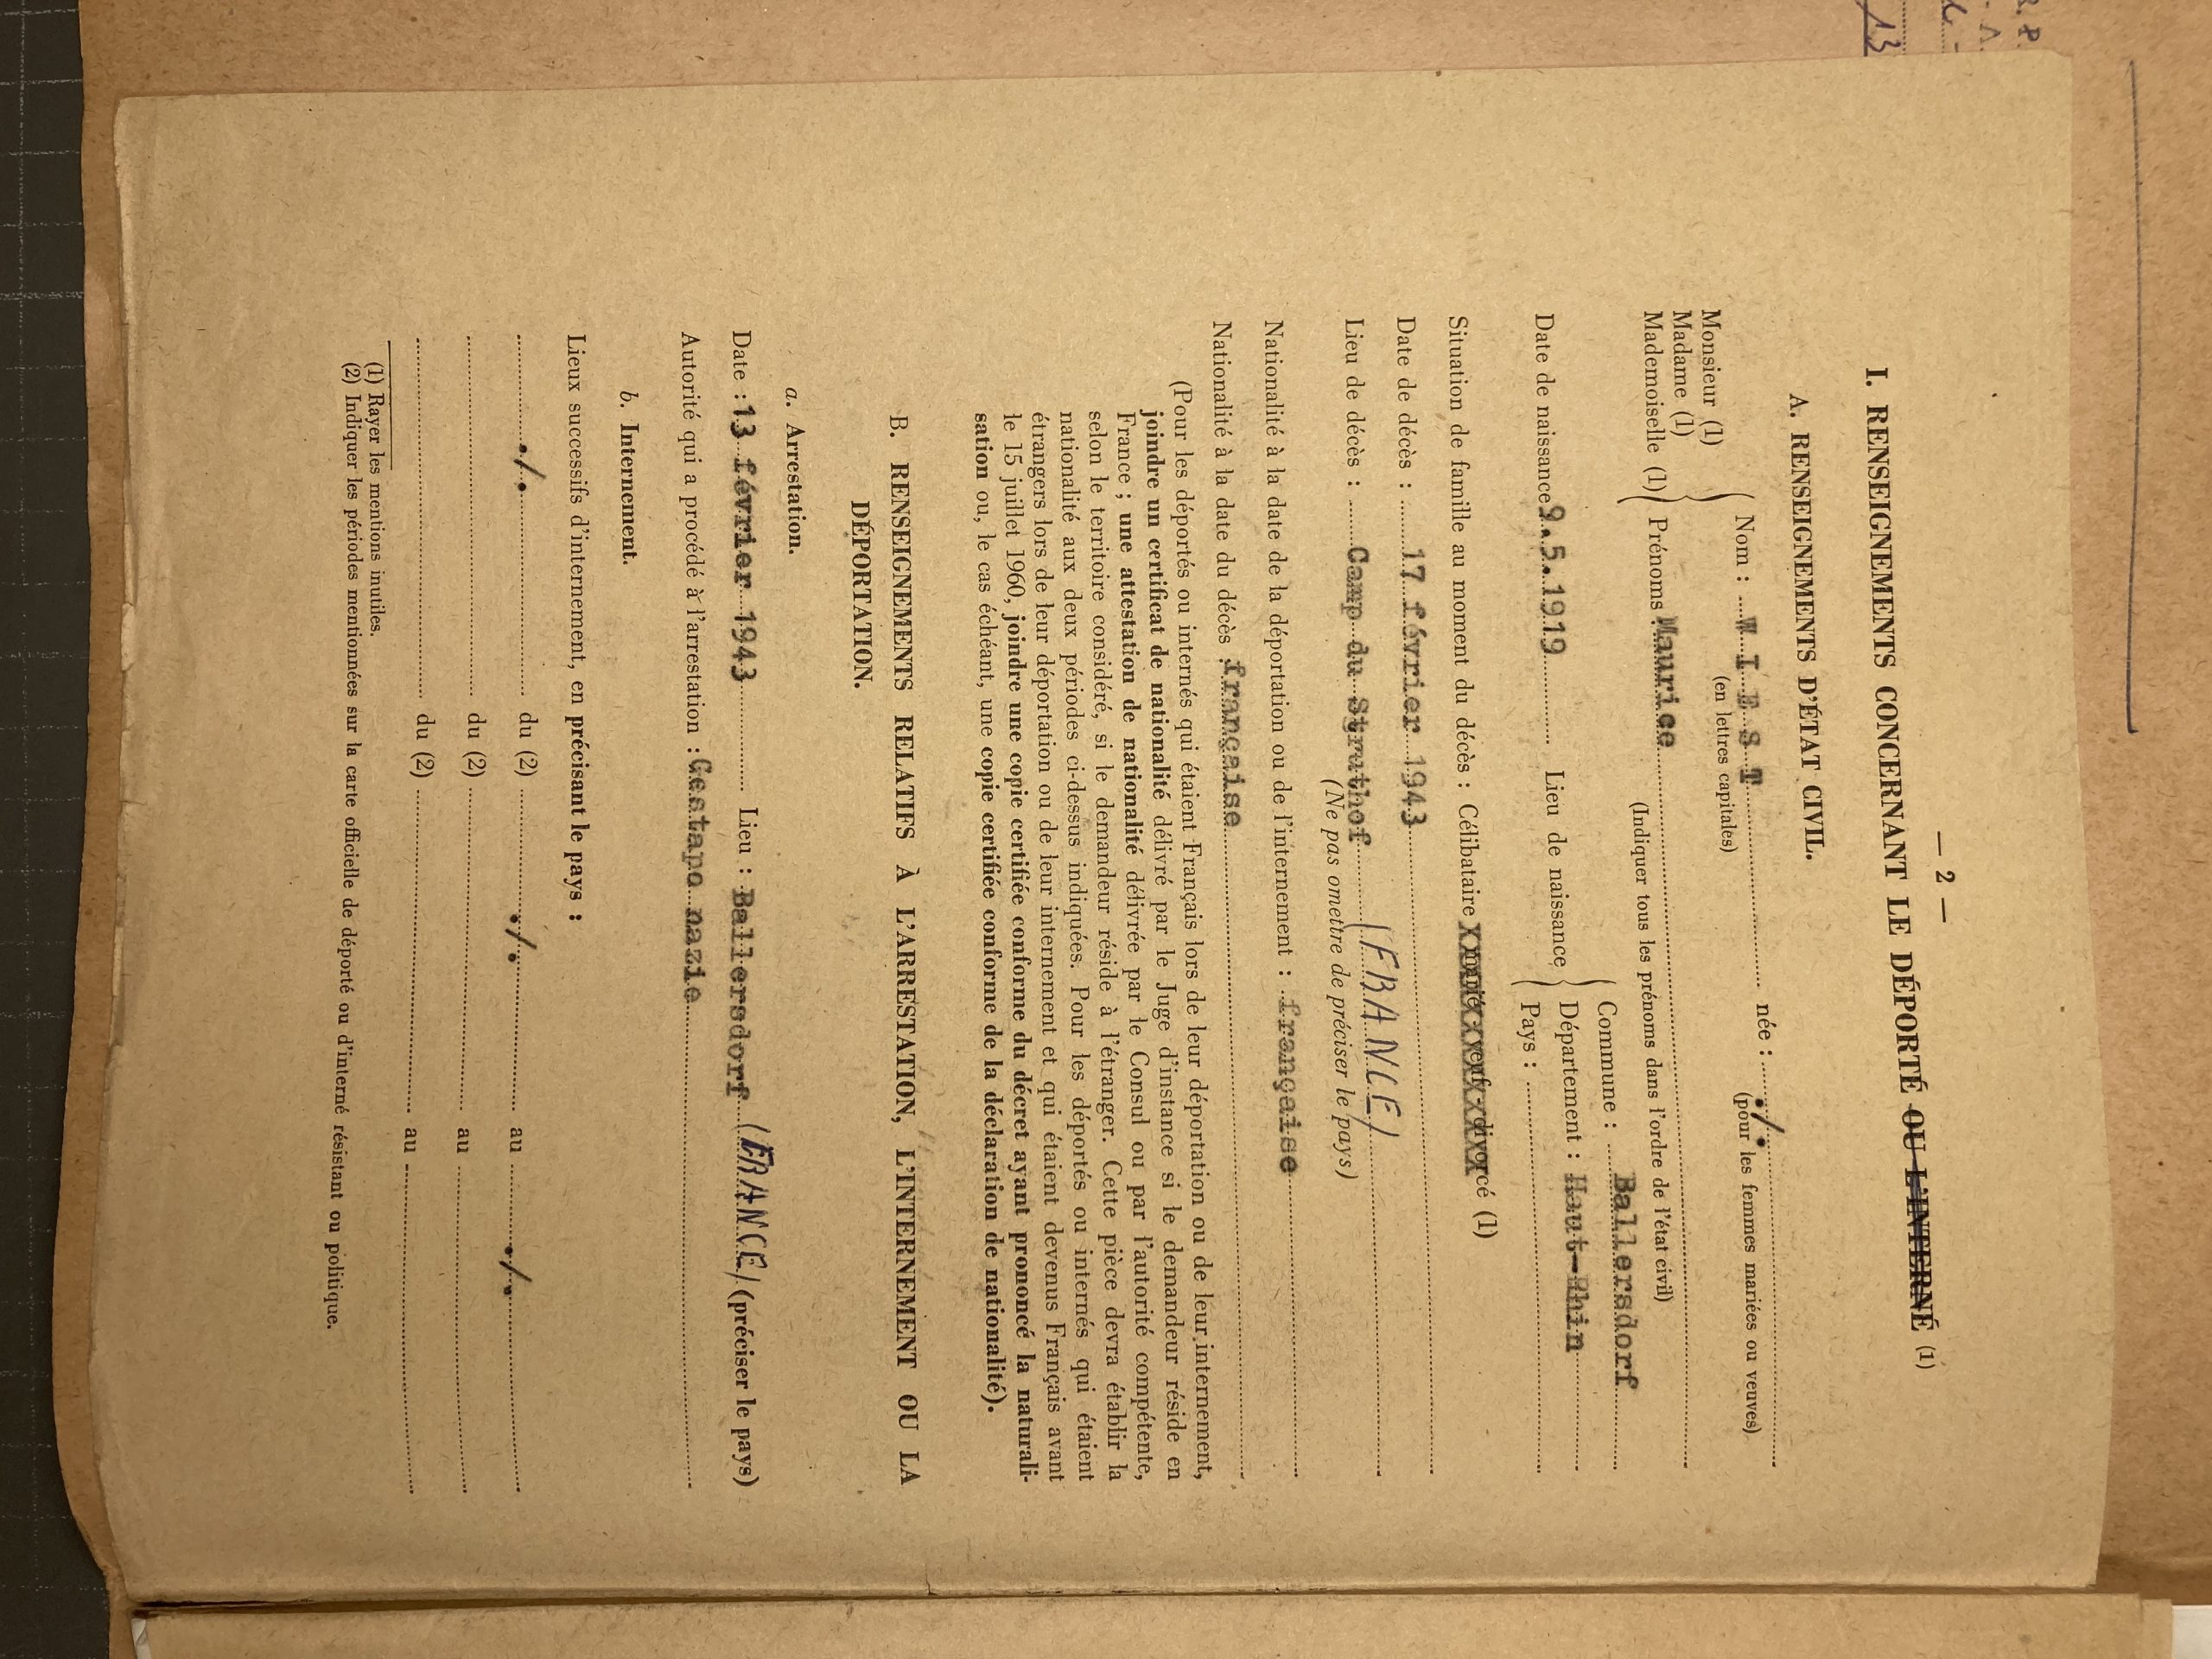 — 2 —
I. RENSEIGNEMENTS CONCERNANT LE DÉPORTÉ OU L'INTERNÉ (1)
A. RENSEIGNEMENTS D'ÉTAT CIVIL.
Monsieur (1)
Madame (1)
Mademoiselle (1)
Nom : W I E S T née : ./.
(en lettres capitales) (pour les femmes mariées ou veuves)
Prénoms : Maurice
(Indiquer tous les prénoms dans l'ordre de l'état civil)
Date de naissance 9.5.1919 Lieu de naissance
Commune : Ballersdorf
Département : Haut-Rhin
Pays :
Situation de famille au moment du décès : Célibataire (1)
Date de décès : 17 février 1943
Lieu de décès : Camp du Struthof (FRANCE)
(Ne pas omettre de préciser le pays)
Nationalité à la date de la déportation ou de l'internement : française
Nationalité à la date du décès : française
(Pour les déportés ou internés qui étaient Français lors de leur déportation ou de leur internement,
joindre un certificat de nationalité délivré par le Juge d'instance si le demandeur réside en
France ; une attestation de nationalité délivrée par le Consul ou par l'autorité compétente,
selon le territoire considéré, si le demandeur réside à l'étranger. Cette pièce devra établir la
nationalité aux deux périodes ci-dessus indiquées. Pour les déportés ou internés qui étaient
étrangers lors de leur déportation ou de leur internement et qui étaient devenus Français avant
le 15 juillet 1960, joindre une copie certifiée conforme du décret ayant prononcé la naturali-
sation ou, le cas échéant, une copie certifiée conforme de la déclaration de nationalité).
B. RENSEIGNEMENTS RELATIFS À L'ARRESTATION, L'INTERNEMENT OU LA
DÉPORTATION.
a. Arrestation.
Date : 13 février 1943 Lieu : Ballersdorf (FRANCE) (préciser le pays)
Autorité qui a procédé à l'arrestation : Gestapo nazie
b. Internement.
Lieux successifs d'internement, en précisant le pays :
./. du (2) ./. au ./.
du (2) au
du (2) au
(1) Rayer les mentions inutiles.
(2) Indiquer les périodes mentionnées sur la carte officielle de déporté ou d'interné résistant ou politique.
13